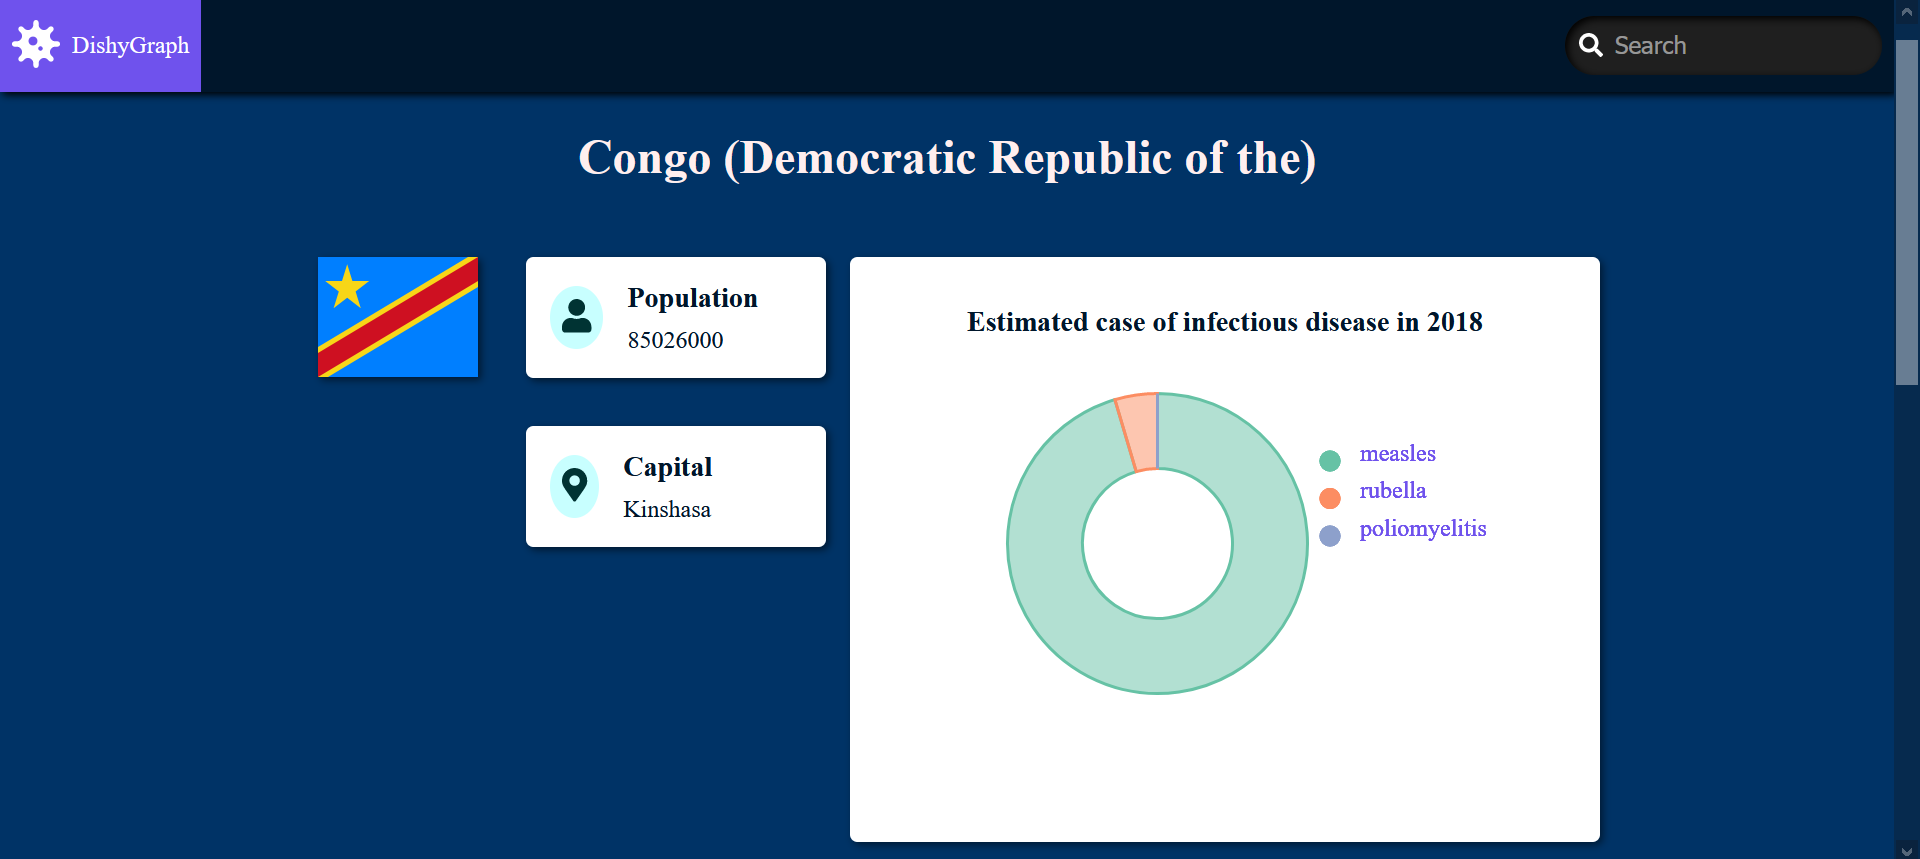 DishyGraph
Search
Congo (Democratic Republic of the)
Population
85026000
Capital
Kinshasa
Estimated case of infectious disease in 2018
measles
rubella
poliomyelitis